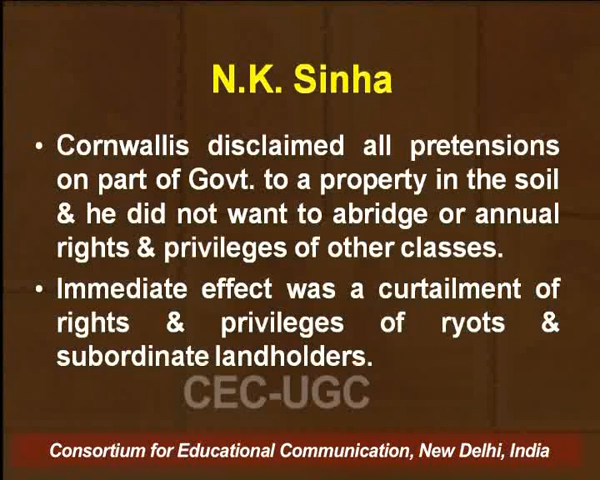 N.K. Sinha
• Cornwallis disclaimed all pretensions
on part of Govt. to a property in the soil
& he did not want to abridge or annual
rights & privileges of other classes.
• Immediate effect was a curtailment of
rights & privileges of ryots &
subordinate landholders.
CEC-UGC
Consortium for Educational Communication, New Delhi, India